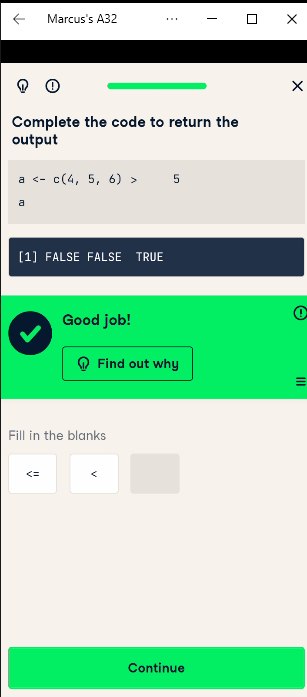 Marcus's A32
Complete the code to return the
output
a <- c(4, 5, 6) > 5
a
[1] FALSE FALSE  TRUE
Good job!
Find out why
Fill in the blanks
<= <
Continue